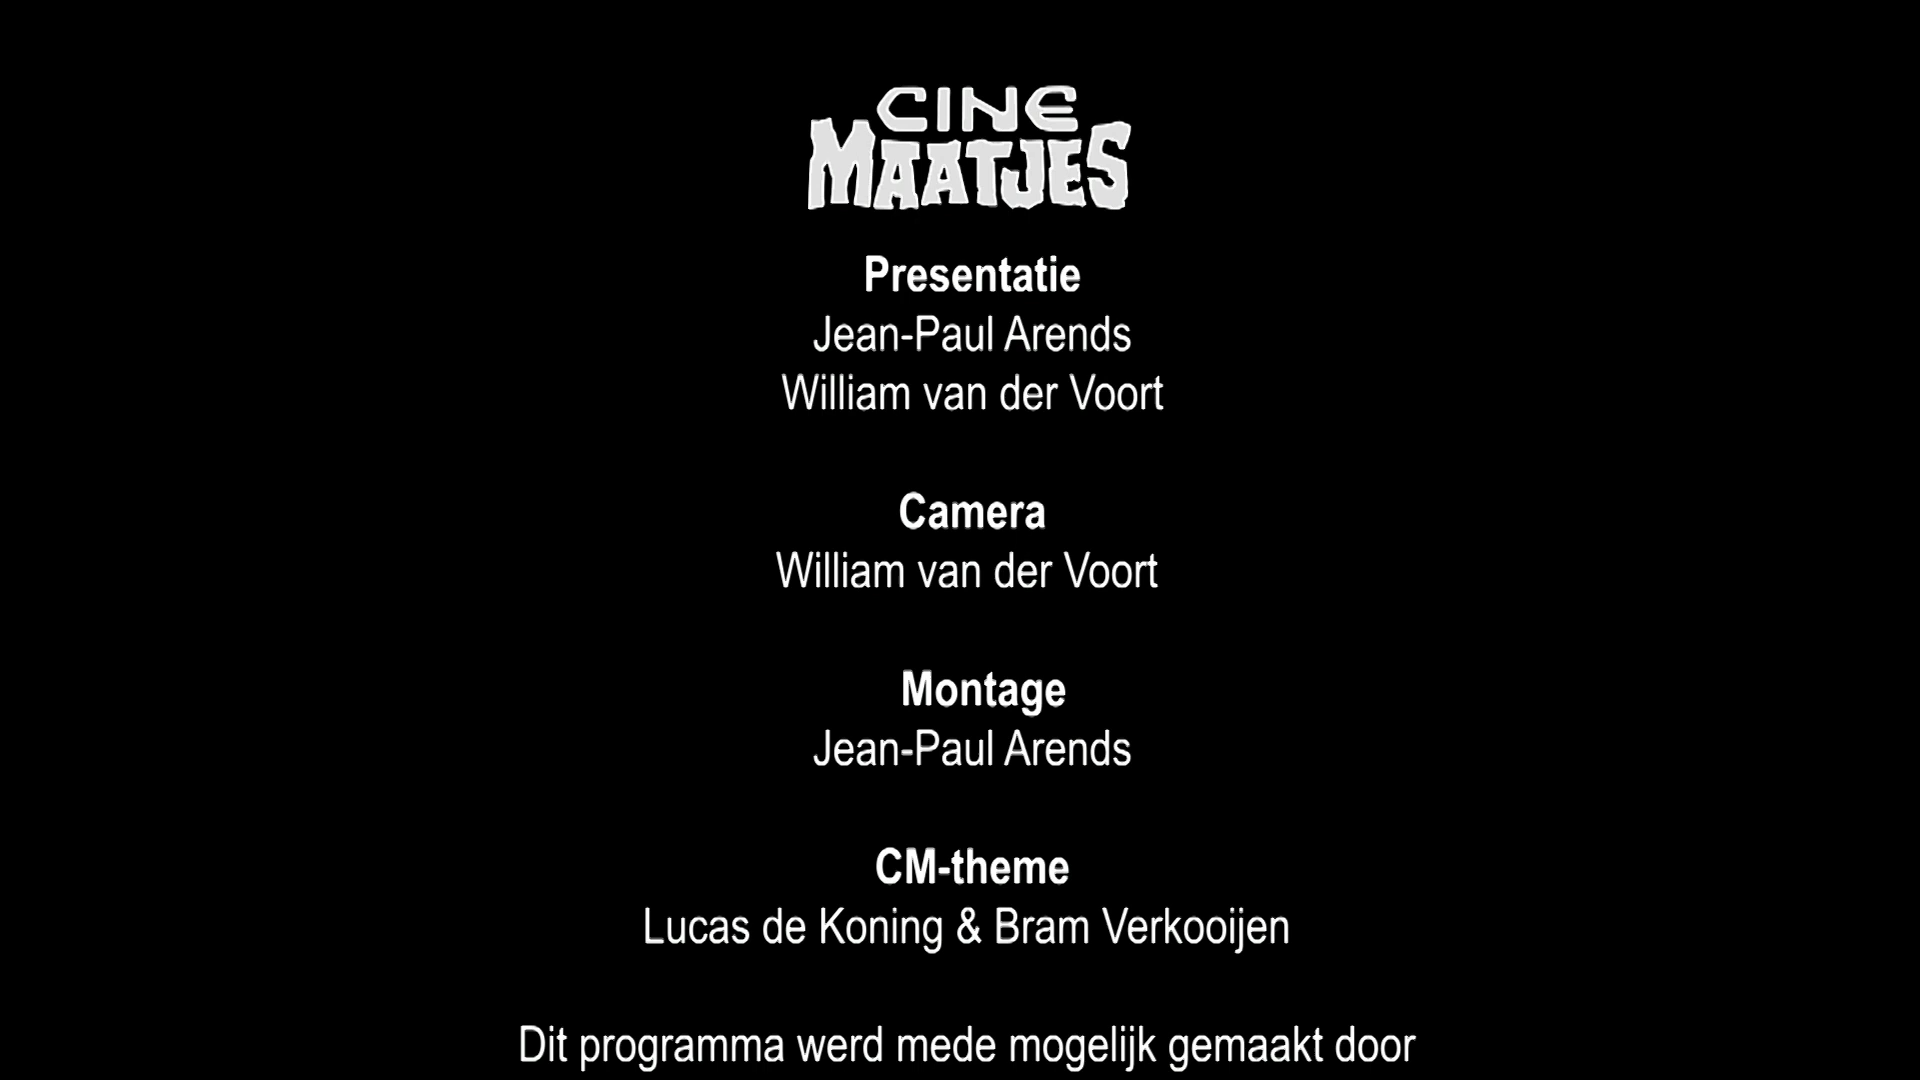 CINE
MAATJES
Presentatie
Jean-Paul Arends
William van der Voort
Camera
William van der Voort
Montage
Jean-Paul Arends
CM-theme
Lucas de Koning & Bram Verkooijen
Dit programma werd mede mogelijk gemaakt door